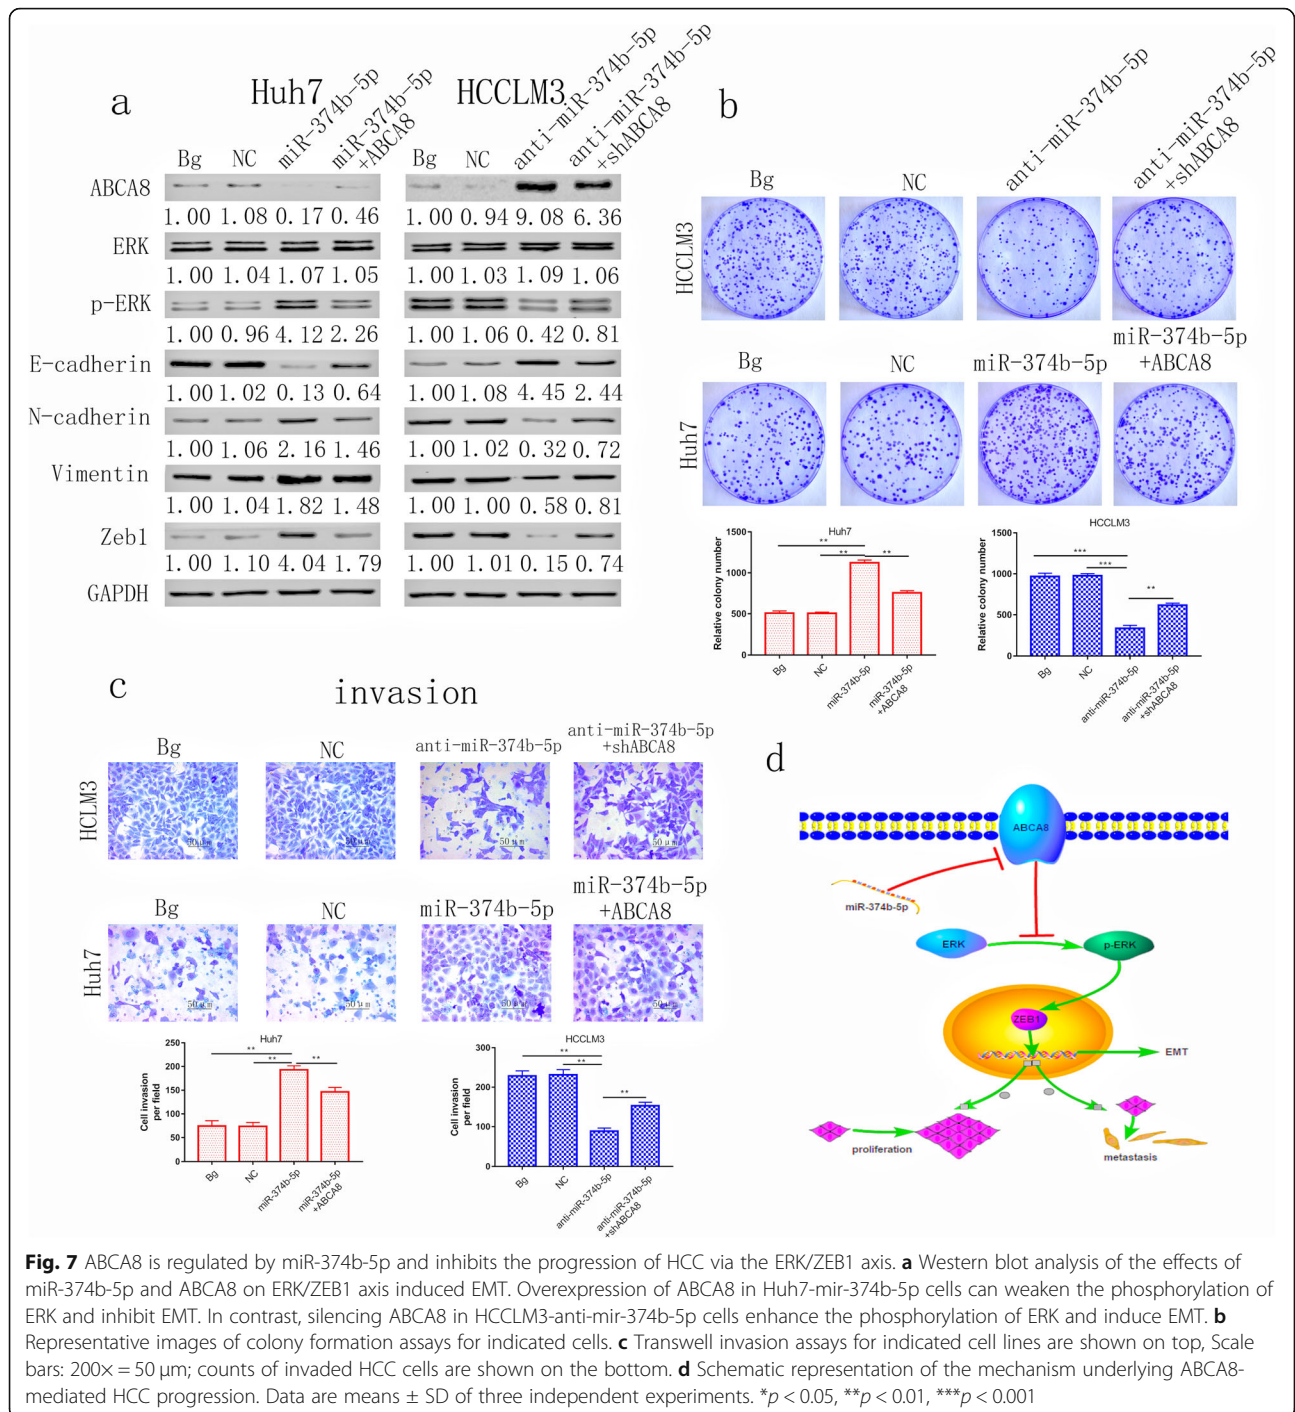 a
Huh7
HCCLM3
Bg NC miR-374b-5p miR-374b-5p +ABCA8
Bg NC anti-miR-374b-5p anti-miR-374b-5p +shABCA8
ABCA8
1.00 1.08 0.17 0.46 1.00 0.94 9.08 6.36
ERK
1.00 1.04 1.07 1.05 1.00 1.03 1.09 1.06
p-ERK
1.00 0.96 4.12 2.26 1.00 1.06 0.42 0.81
E-cadherin
1.00 1.02 0.13 0.64 1.00 1.08 4.45 2.44
N-cadherin
1.00 1.06 2.16 1.46 1.00 1.02 0.32 0.72
Vimentin
1.00 1.04 1.82 1.48 1.00 1.00 0.58 0.81
Zeb1
1.00 1.10 4.04 1.79 1.00 1.01 0.15 0.74
GAPDH
b
Bg NC anti-miR-374b-5p anti-miR-374b-5p +shABCA8
HCCLM3
Bg NC miR-374b-5p miR-374b-5p +ABCA8
Huh7
Huh7
Relative colony number
1500
1000
500
0
** ** **
Bg NC miR-374b-5p miR-374b-5p +ABCA8
HCCLM3
Relative colony number
1500
1000
500
0
***
***
**
Bg NC anti-miR-374b-5p anti-miR-374b-5p +shABCA8
c
invasion
Bg NC anti-miR-374b-5p anti-miR-374b-5p +shABCA8
HCLM3
50μm 50μm 50μm 50μm
Bg NC miR-374b-5p miR-374b-5p +ABCA8
Huh7
50μm 50μm 50μm 50μm
Huh7
Cell invasion per field
250
200
150
100
50
0
** ** **
Bg NC miR-374b-5p miR-374b-5p +ABCA8
HCCLM3
Cell invasion per field
300
200
100
0
**
**
**
Bg NC anti-miR-374b-5p anti-miR-374b-5p +shABCA8
d
ABCA8
miR-374b-5p
ERK
p-ERK
ZEB1
EMT
proliferation
metastasis
Fig. 7 ABCA8 is regulated by miR-374b-5p and inhibits the progression of HCC via the ERK/ZEB1 axis. a Western blot analysis of the effects of
miR-374b-5p and ABCA8 on ERK/ZEB1 axis induced EMT. Overexpression of ABCA8 in Huh7-mir-374b-5p cells can weaken the phosphorylation of
ERK and inhibit EMT. In contrast, silencing ABCA8 in HCCLM3-anti-mir-374b-5p cells enhance the phosphorylation of ERK and induce EMT. b
Representative images of colony formation assays for indicated cells. c Transwell invasion assays for indicated cell lines are shown on top, Scale
bars: 200× = 50 μm; counts of invaded HCC cells are shown on the bottom. d Schematic representation of the mechanism underlying ABCA8-
mediated HCC progression. Data are means ± SD of three independent experiments. *p < 0.05, **p < 0.01, ***p < 0.001